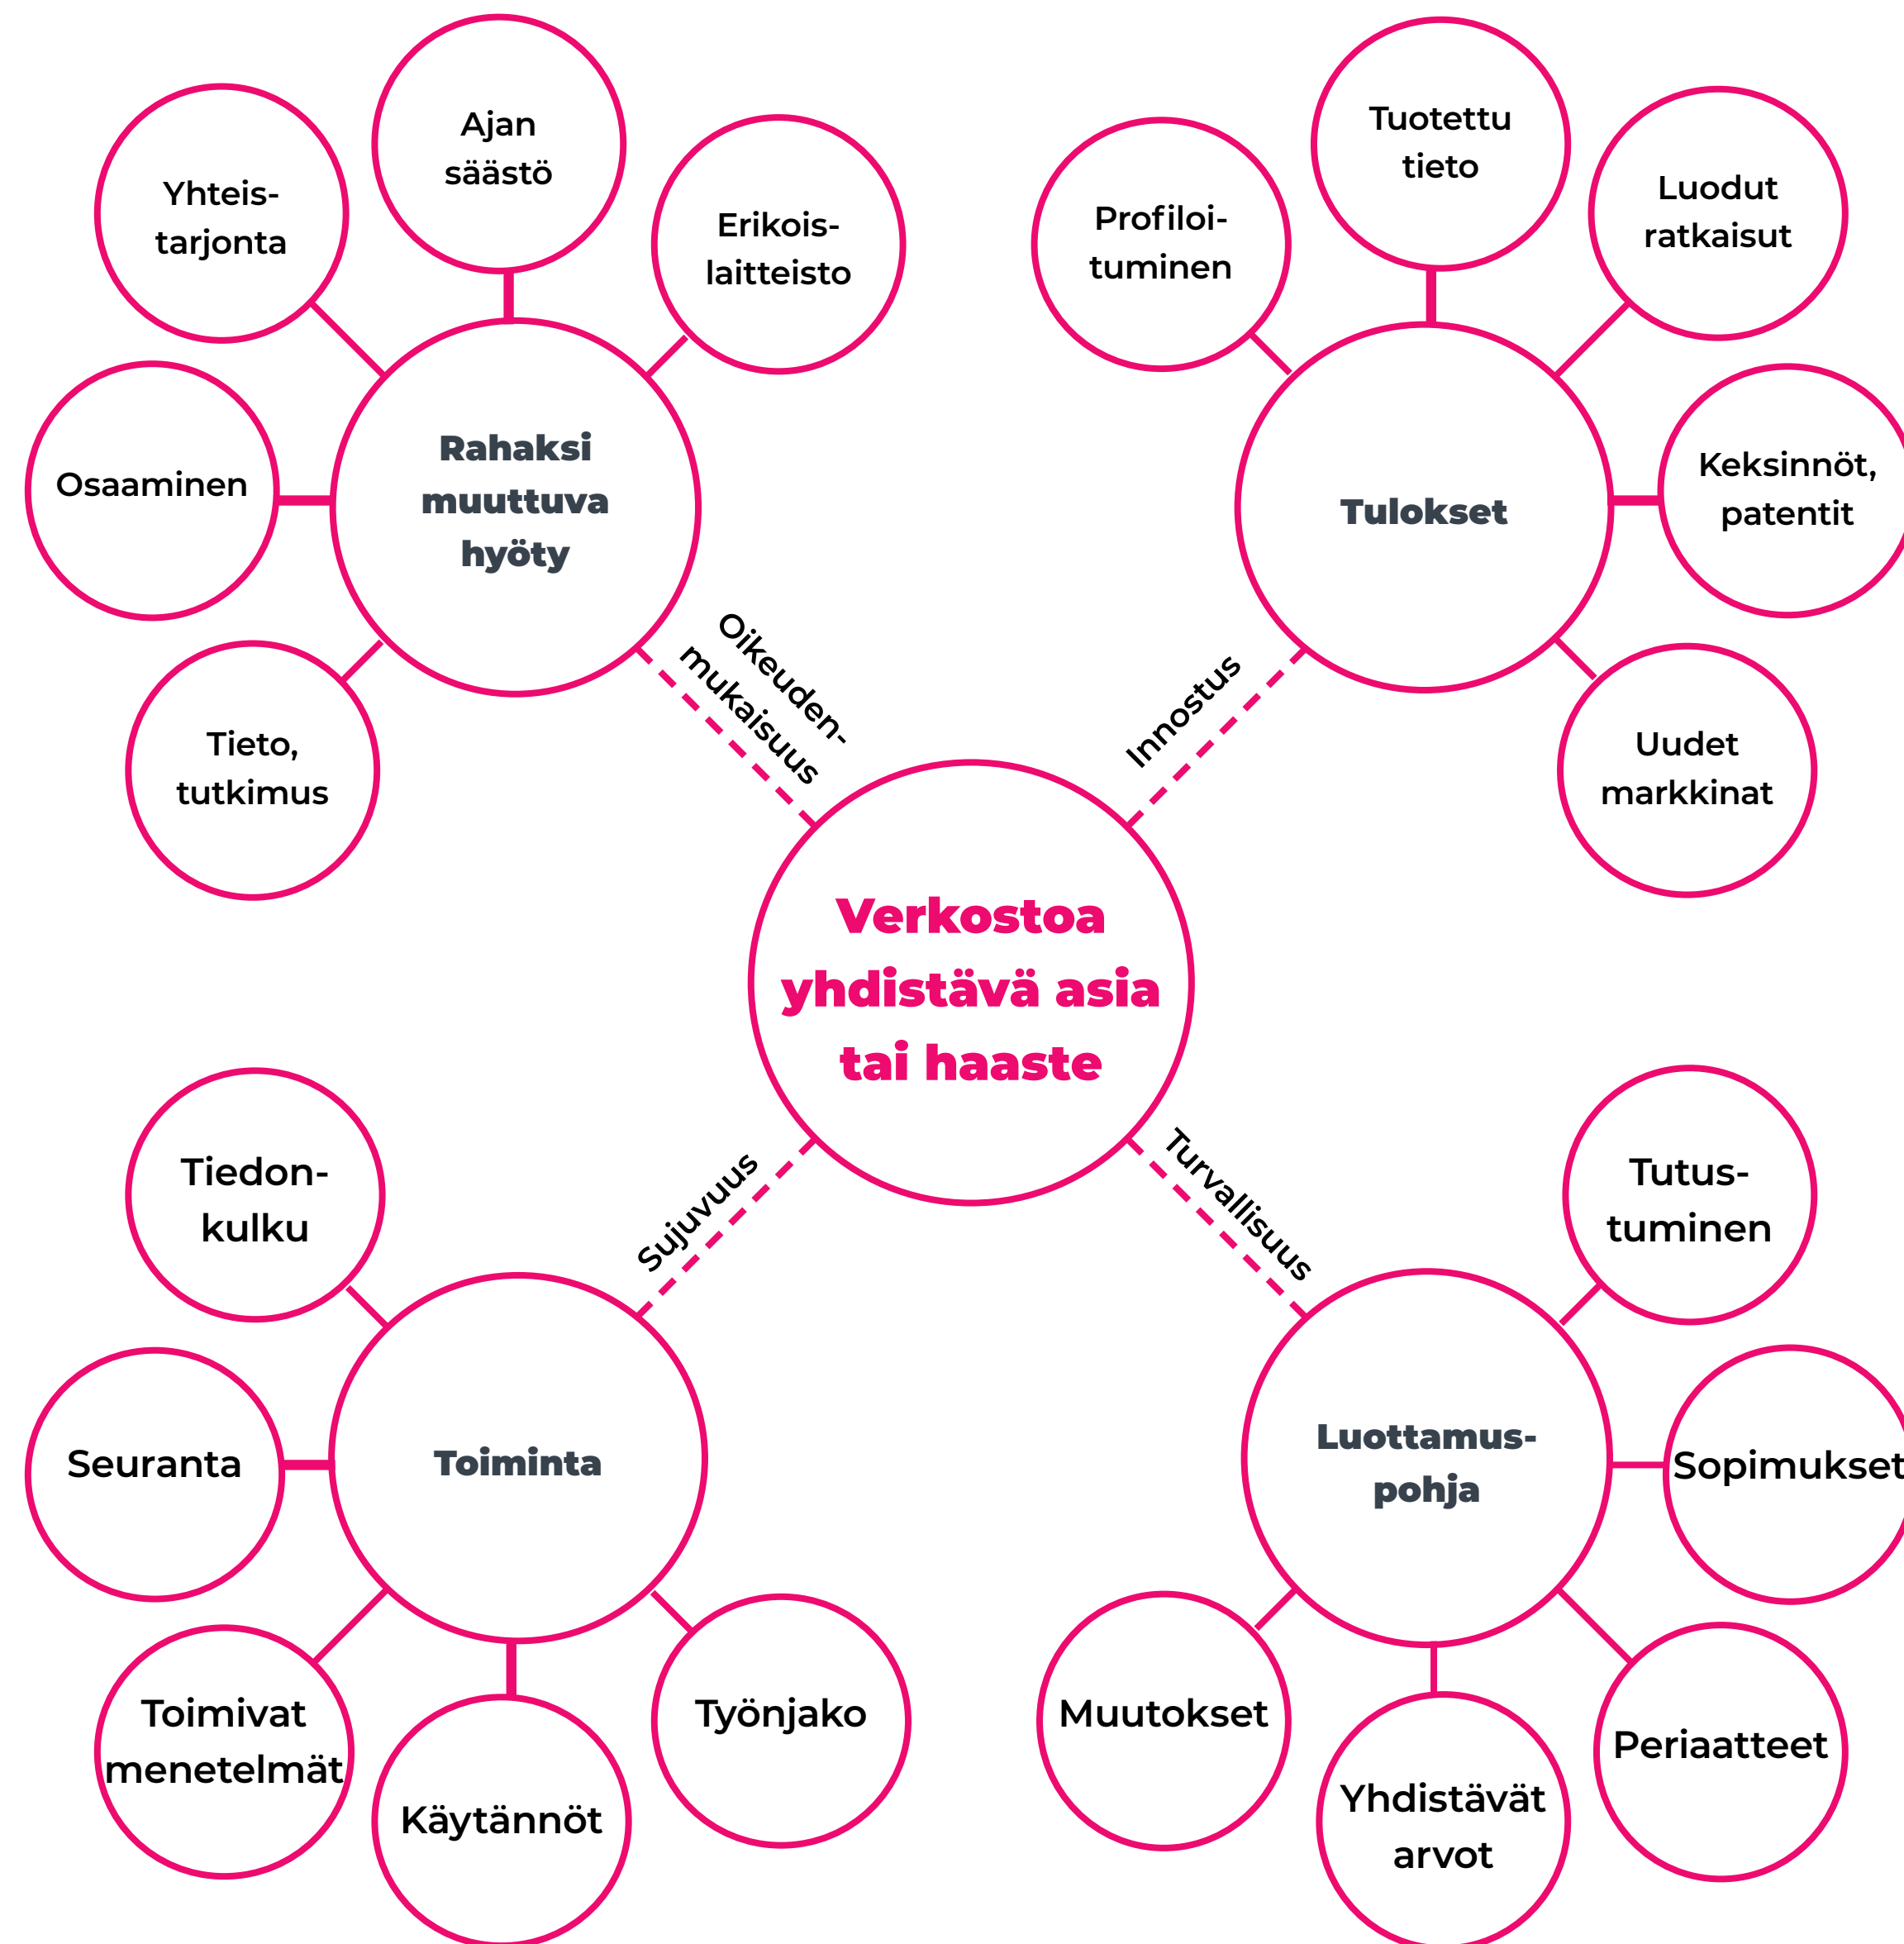 Ajan
säästö
Yhteis-
tarjonta
Erikois-
laitteisto
Osaaminen
Rahaksi
muuttuva
hyöty
Tieto,
tutkimus
Oikeuden-
mukaisuus
Tuotettu
tieto
Profiloi-
tuminen
Luodut
ratkaisut
Keksinnöt,
patentit
Tulokset
Uudet
markkinat
Innostus
Verkostoa
yhdistävä asia
tai haaste
Sujuvuus
Turvallisuus
Tiedon-
kulku
Seuranta
Toiminta
Toimivat
menetelmät
Käytännöt
Työnjako
Tutus-
tuminen
Luottamus-
pohja
Sopimukset
Muutokset
Periaatteet
Yhdistävät
arvot